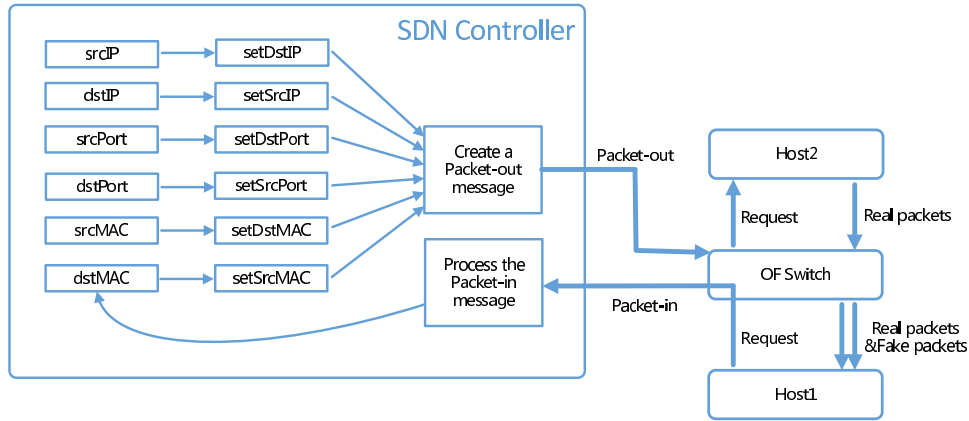 SDN Controller
srcIP
setDstIP
dstIP
setSrcIP
srcPort
setDstPort
dstPort
setSrcPort
srcMAC
setDstMAC
dstMAC
setSrcMAC
Create a
Packet-out
message
Process the
Packet-in
message
Packet-out
Packet-in
Host2
Request
Real packets
OF Switch
Request
Real packets
&Fake packets
Host1